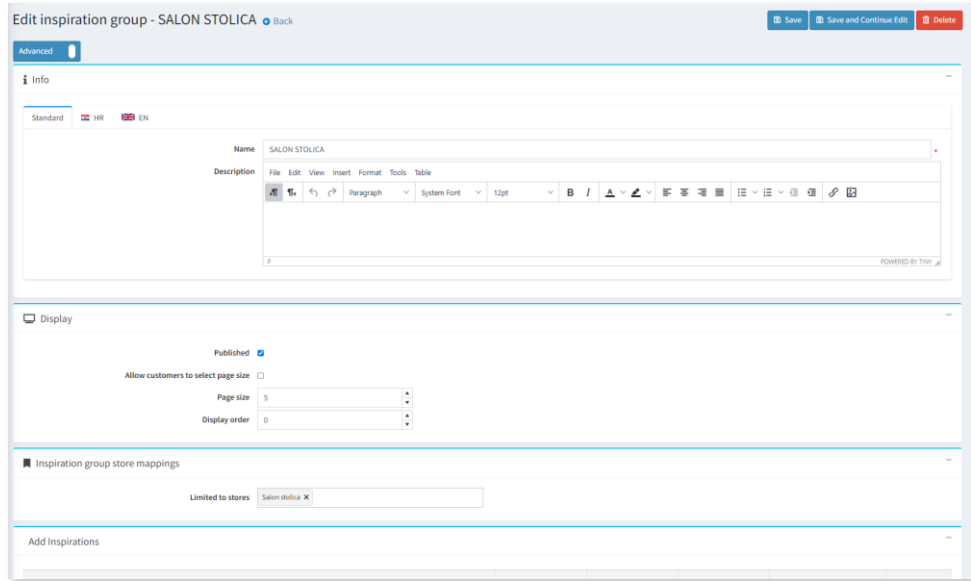 Edit inspiration group - SALON STOLICA Back
Save
Save and Continue Edit
Delete
Advanced
Info
Standard HR EN
Name SALON STOLICA *
Description File Edit View Insert Format Tools Table
Paragraph System Font 12pt B I A
P POWERED BY TINY
Display
Published
Allow customers to select page size
Page size 5
Display order 0
Inspiration group store mappings
Limited to stores Salon stolica ×
Add Inspirations